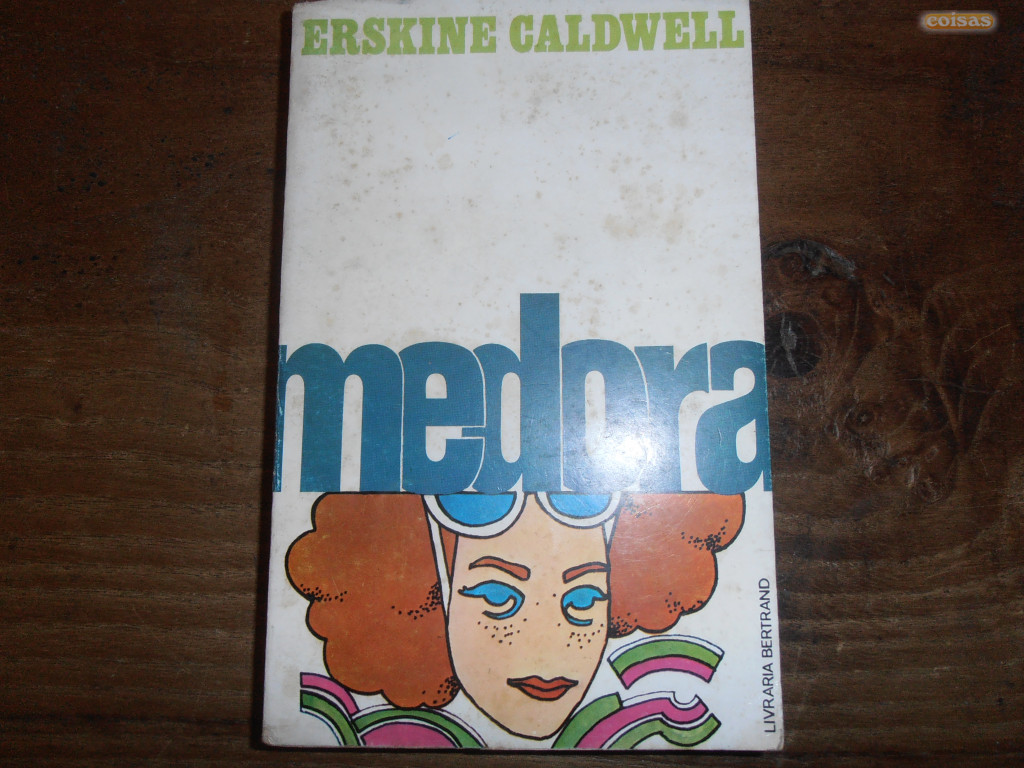 coisas
ERSKINE CALDWELL
medora
LIVRARIA BERTRAND